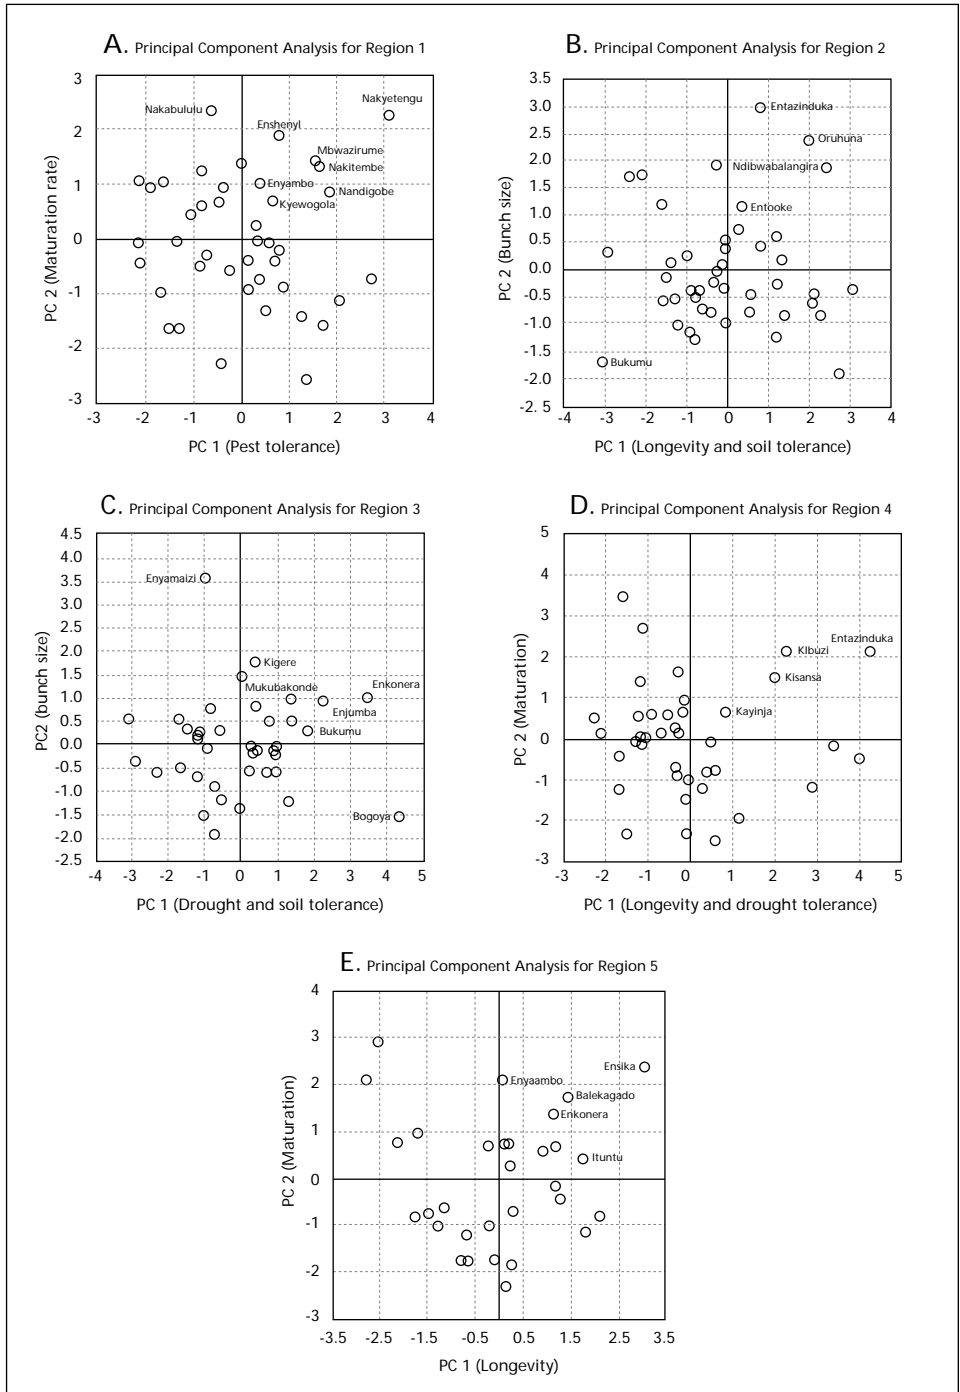 A. Principal Component Analysis for Region 1
3
2
1
0
-1
-2
-3
PC 2 (Maturation rate)
Nakabululu
Nakyetengu
Enshenyl
Mbwazirume
Nakitembe
Enyambo
Nandigobe
Kyewogola
-3 -2 -1 0 1 2 3 4
PC 1 (Pest tolerance)
B. Principal Component Analysis for Region 2
3.5
3.0
2.5
2.0
1.5
1.0
0.5
0.0
-0.5
-1.0
-1.5
-2.0
-2. 5
PC 2 (Bunch size)
Entazinduka
Oruhuna
Ndibwabalangira
Entooke
Bukumu
-4 -3 -2 -1 0 1 2 3 4
PC 1 (Longevity and soil tolerance)
C. Principal Component Analysis for Region 3
4.5
4.0
3.5
3.0
2.5
2.0
1.5
1.0
0.5
0.0
-0.5
-1.0
-1.5
-2.0
-2.5
PC2 (bunch size)
Enyamaizi
Kigere
Mukubakonde
Enkonera
Enjumba
Bukumu
Bogoya
-4 -3 -2 -1 0 1 2 3 4 5
PC 1 (Drought and soil tolerance)
D. Principal Component Analysis for Region 4
5
4
3
2
1
0
-1
-2
-3
PC 2 (Maturation)
Entazinduka
KIbuzi
Kisansa
Kayinja
-3 -2 -1 0 1 2 3 4 5
PC 1 (Longevity and drought tolerance)
E. Principal Component Analysis for Region 5
4
3
2
1
0
-1
-2
-3
PC 2 (Maturation)
Ensika
Enyaambo
Balekagado
Enkonera
Ituntu
-3.5 -2.5 -1.5 -0.5 0.5 1.5 2.5 3.5
PC 1 (Longevity)